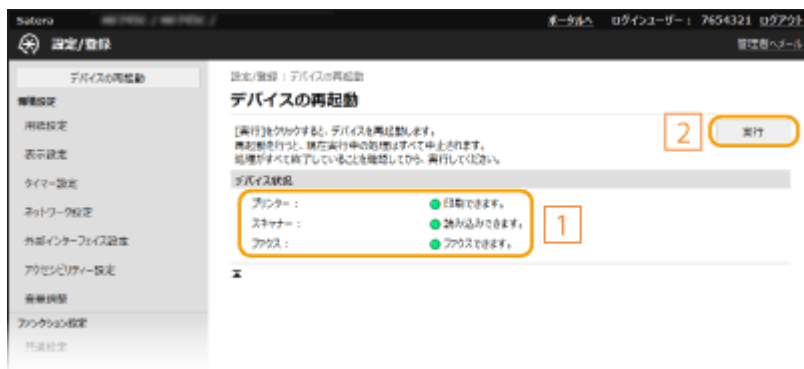 Satera
ポータルへ ログインユーザー： 7654321 ログアウト
設定/登録
管理者へメール
デバイスの再起動
設定/登録 : デバイスの再起動
デバイスの再起動
環境設定
用紙設定
表示設定
タイマー設定
ネットワーク設定
外部インターフェイス設定
アクセシビリティー設定
音量調整
ファンクション設定
共通設定
[実行]をクリックすると、デバイスを再起動します。
再起動を行うと、現在実行中の処理はすべて中止されます。
処理がすべて終了していることを確認してから、実行してください。
2
実行
デバイス状況
プリンター： 印刷できます。
スキャナー： 読み込みできます。
ファクス： ファクスできます。
1